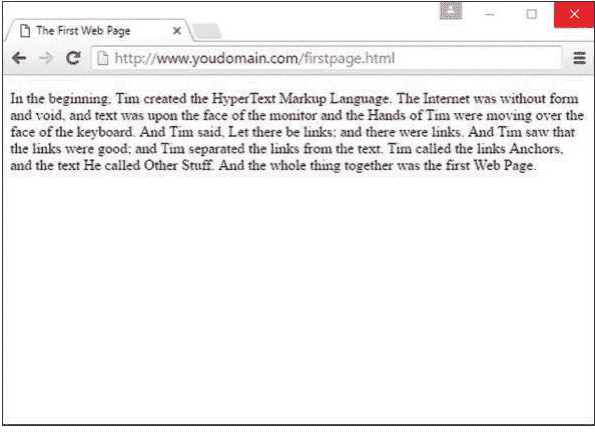 The First Web Page
http://www.youdomain.com/firstpage.html
In the beginning, Tim created the HyperText Markup Language. The Internet was without form
and void, and text was upon the face of the monitor and the Hands of Tim were moving over the
face of the keyboard. And Tim said, Let there be links; and there were links. And Tim saw that
the links were good; and Tim separated the links from the text. Tim called the links Anchors,
and the text He called Other Stuff. And the whole thing together was the first Web Page.